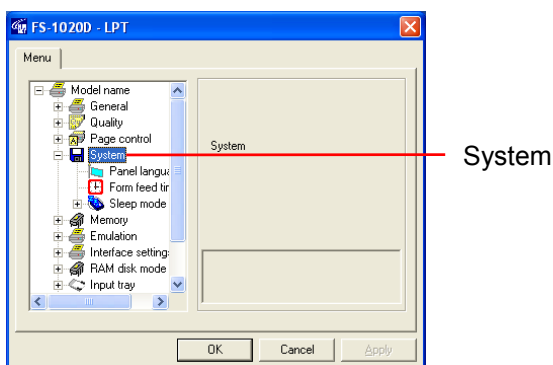 FS-1020D - LPT
Menu
Model name
General
Quality
Page control
System
Panel langua
Form feed tir
Sleep mode
Memory
Emulation
Interface setting:
RAM disk mode
Input tray
System
System
OK
Cancel
Apply